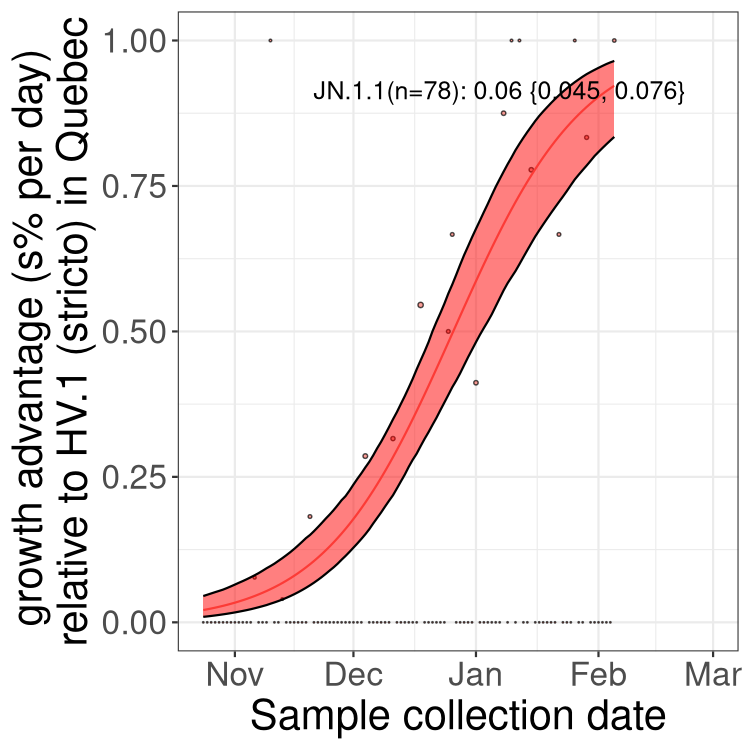 growth advantage (s% per day)
relative to HV.1 (stricto) in Quebec
1.00
0.75
0.50
0.25
0.00
JN.1.1(n=78): 0.06 {0.045, 0.076}
Nov Dec Jan Feb Mar
Sample collection date